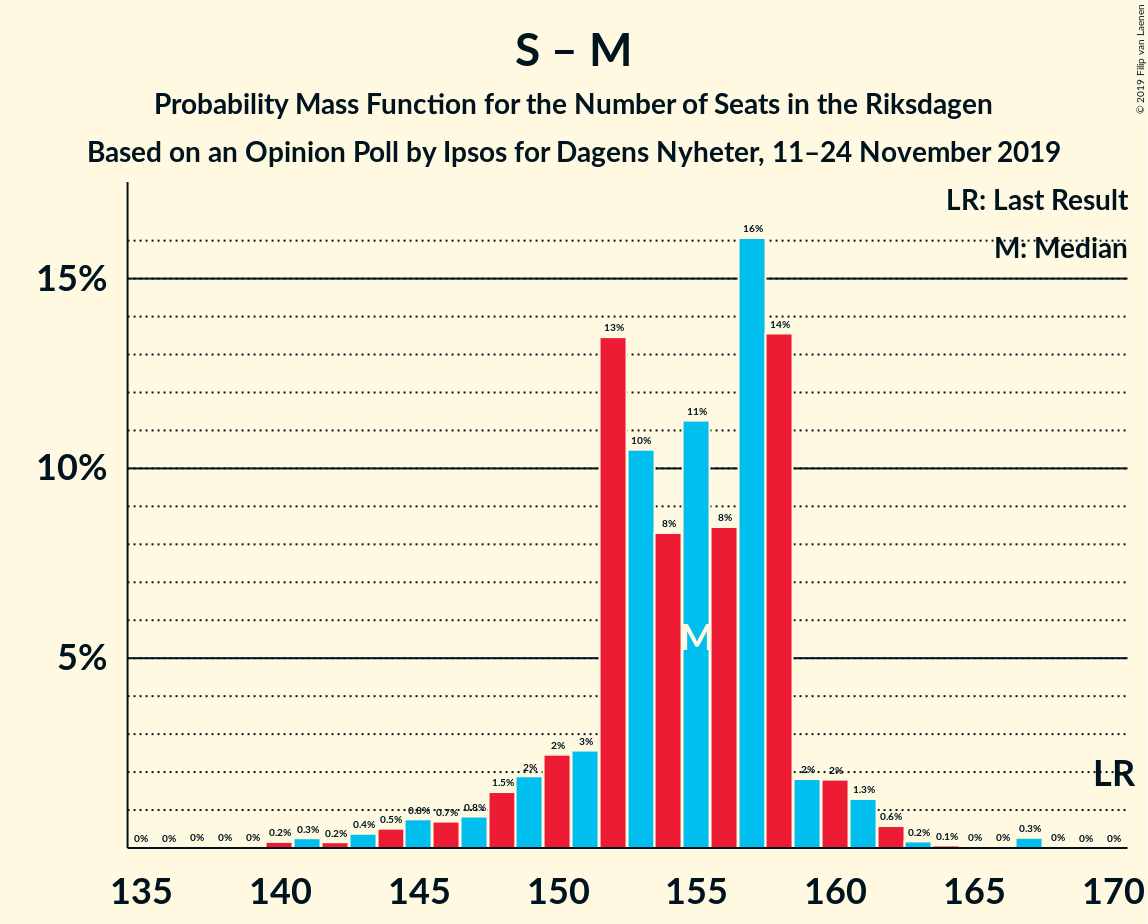 S – M
Probability Mass Function for the Number of Seats in the Riksdagen
Based on an Opinion Poll by Ipsos for Dagens Nyheter, 11–24 November 2019
© 2019 Filip van Laenen
LR: Last Result
M: Median
15%
10%
5%
0% 0% 0% 0% 0% 0.2% 0.3% 0.2% 0.4% 0.5% 0.8% 0.7% 0.8% 1.5% 2% 2% 3% 13% 10% 8% 11% 8% 16% 14% 2% 2% 1.3% 0.6% 0.2% 0.1% 0% 0% 0.3% 0% 0% 0%
M
LR
135 140 145 150 155 160 165 170